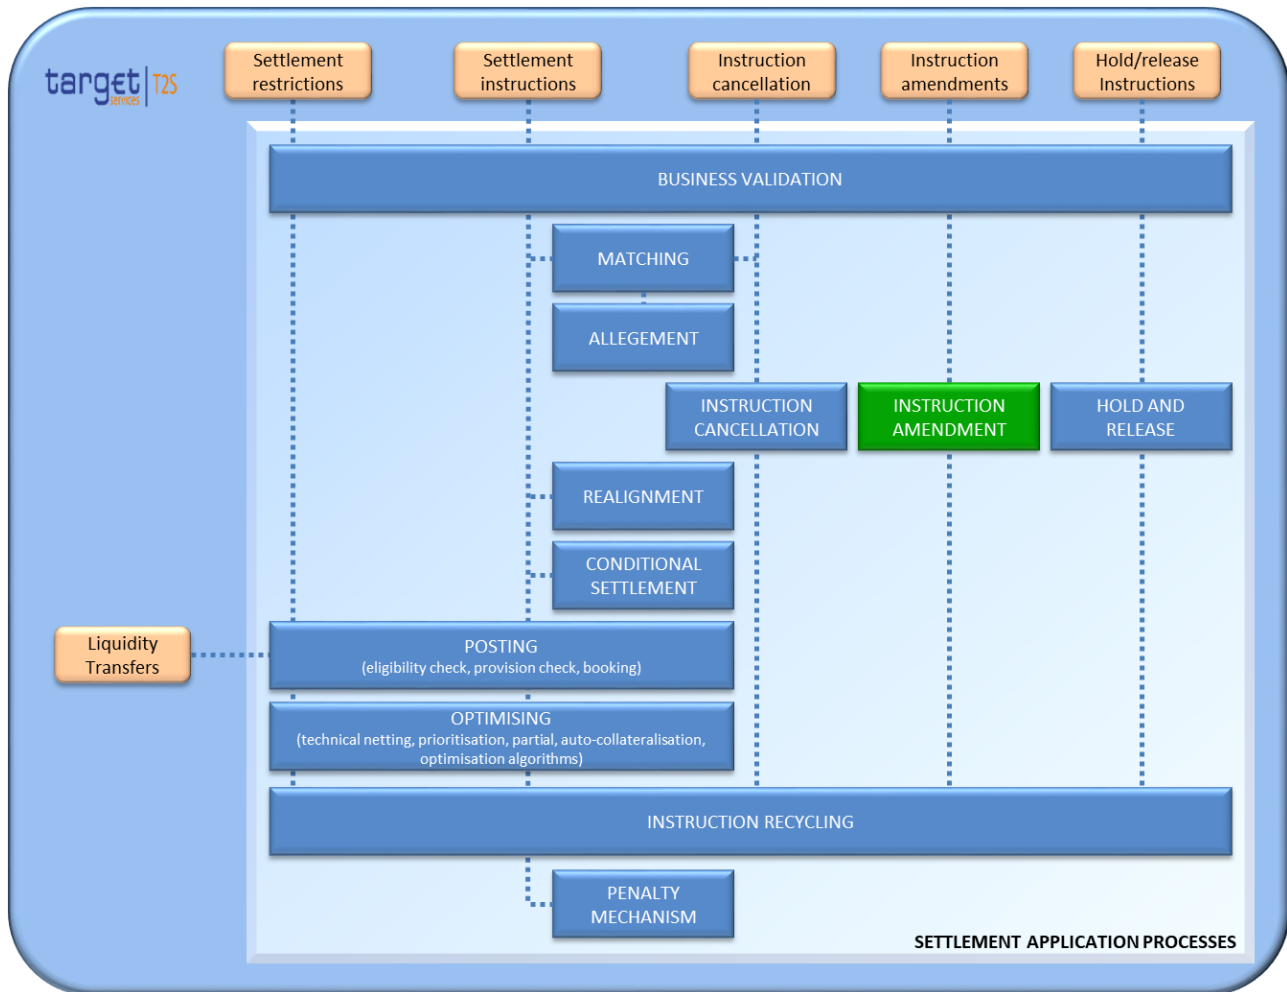 target | T2S
services
Settlement
restrictions
Settlement
instructions
Instruction
cancellation
Instruction
amendments
Hold/release
Instructions
BUSINESS VALIDATION
MATCHING
ALLEGEMENT
INSTRUCTION
CANCELLATION
INSTRUCTION
AMENDMENT
HOLD AND
RELEASE
REALIGNMENT
CONDITIONAL
SETTLEMENT
Liquidity
Transfers
POSTING
(eligibility check, provision check, booking)
OPTIMISING
(technical netting, prioritisation, partial, auto-collateralisation,
optimisation algorithms)
INSTRUCTION RECYCLING
PENALTY
MECHANISM
SETTLEMENT APPLICATION PROCESSES